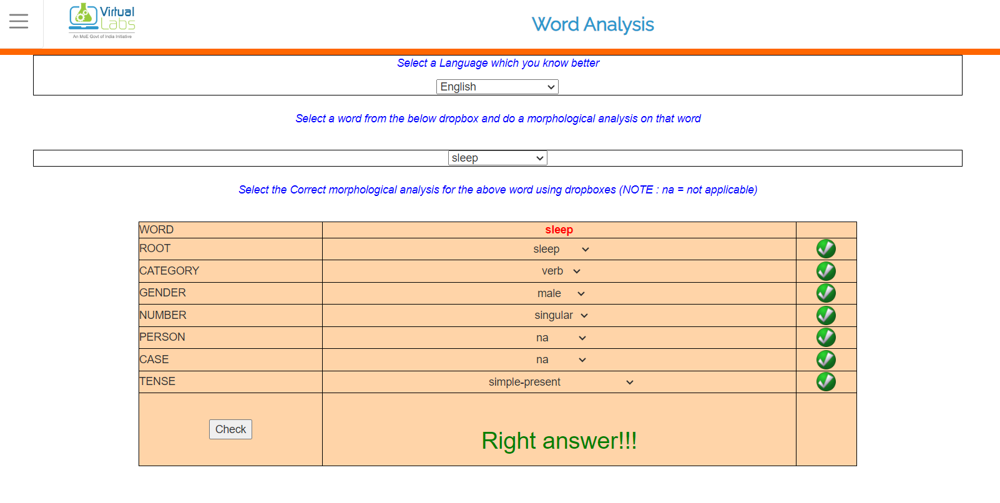 Virtual
Labs
An MoE Govt of India Initiative
Word Analysis
Select a Language which you know better
English
Select a word from the below dropbox and do a morphological analysis on that word
sleep
Select the Correct morphological analysis for the above word using dropboxes (NOTE : na = not applicable)
WORD sleep
ROOT sleep
CATEGORY verb
GENDER male
NUMBER singular
PERSON na
CASE na
TENSE simple-present
Check Right answer!!!